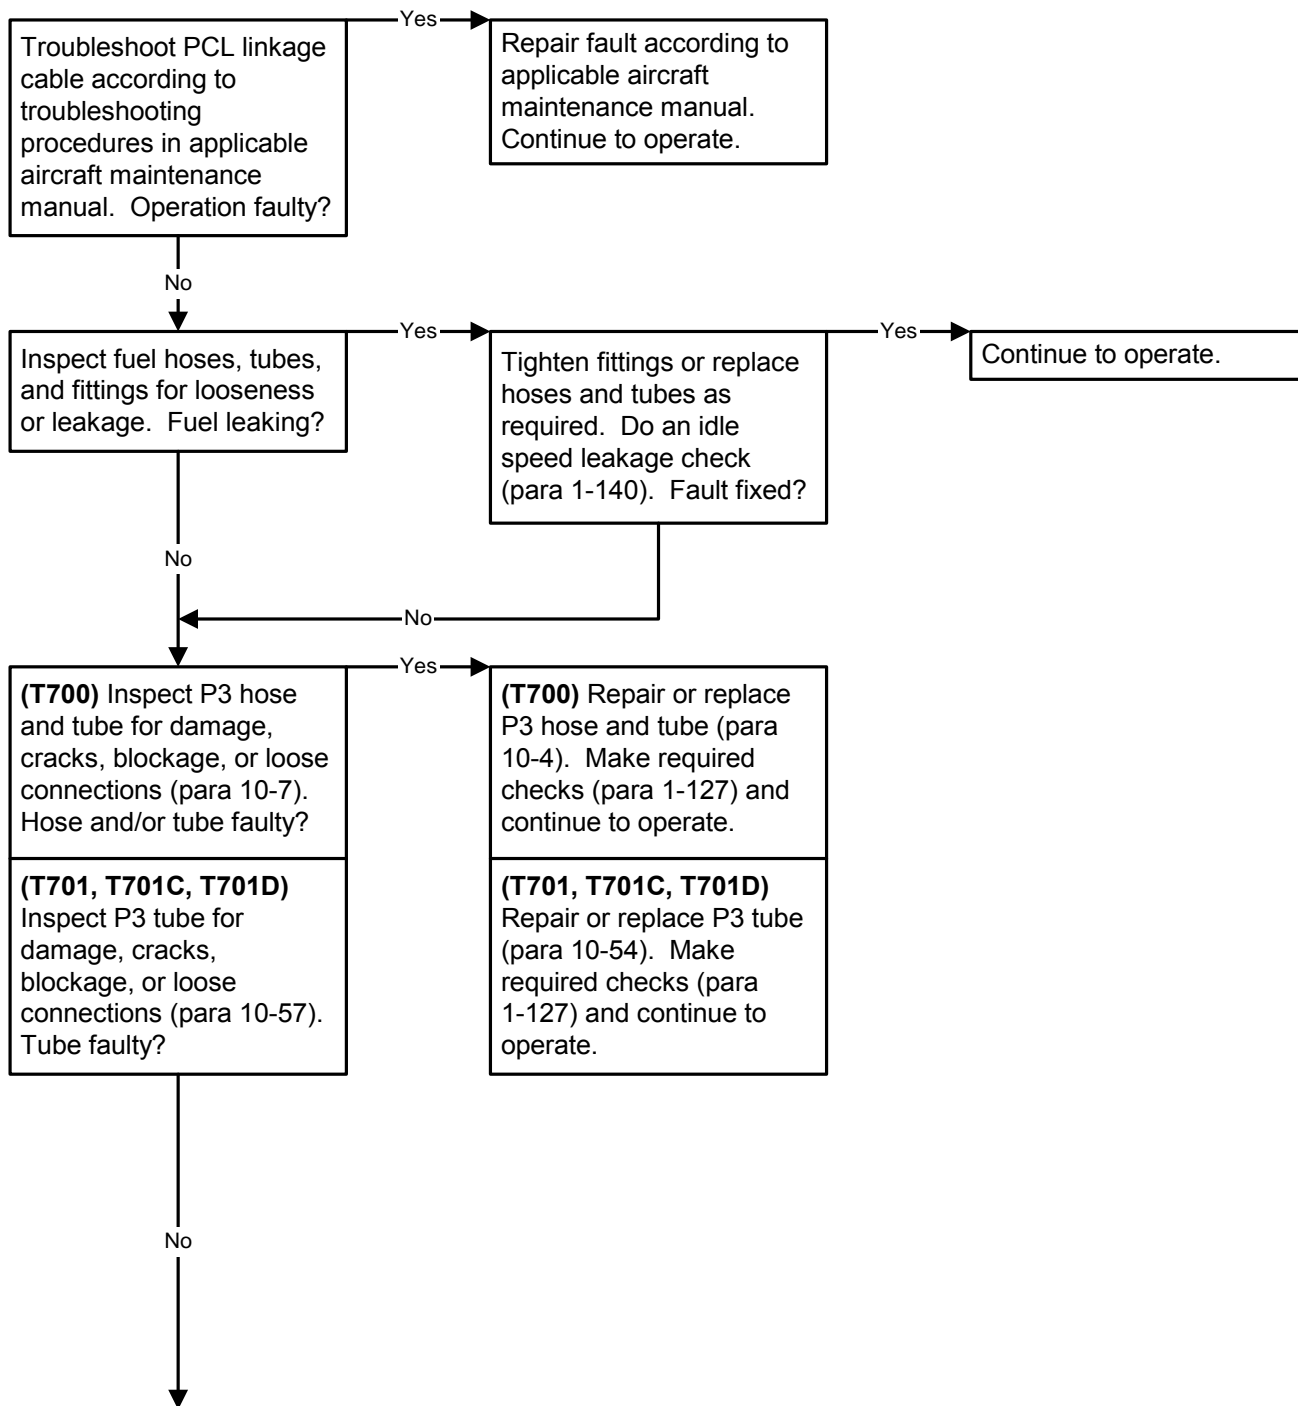 Yes
Troubleshoot PCL linkage
cable according to
troubleshooting
procedures in applicable
aircraft maintenance
manual.  Operation faulty?
Repair fault according to
applicable aircraft
maintenance manual.
Continue to operate.
No
Inspect fuel hoses, tubes,
and fittings for looseness
or leakage.  Fuel leaking?
Yes
Tighten fittings or replace
hoses and tubes as
required.  Do an idle
speed leakage check
(para 1-140).  Fault fixed?
Yes
Continue to operate.
No
No
(T700) Inspect P3 hose
and tube for damage,
cracks, blockage, or loose
connections (para 10-7).
Hose and/or tube faulty?
(T701, T701C, T701D)
Inspect P3 tube for
damage, cracks,
blockage, or loose
connections (para 10-57).
Tube faulty?
Yes
(T700) Repair or replace
P3 hose and tube (para
10-4).  Make required
checks (para 1-127) and
continue to operate.
(T701, T701C, T701D)
Repair or replace P3 tube
(para 10-54).  Make
required checks (para
1-127) and continue to
operate.
No